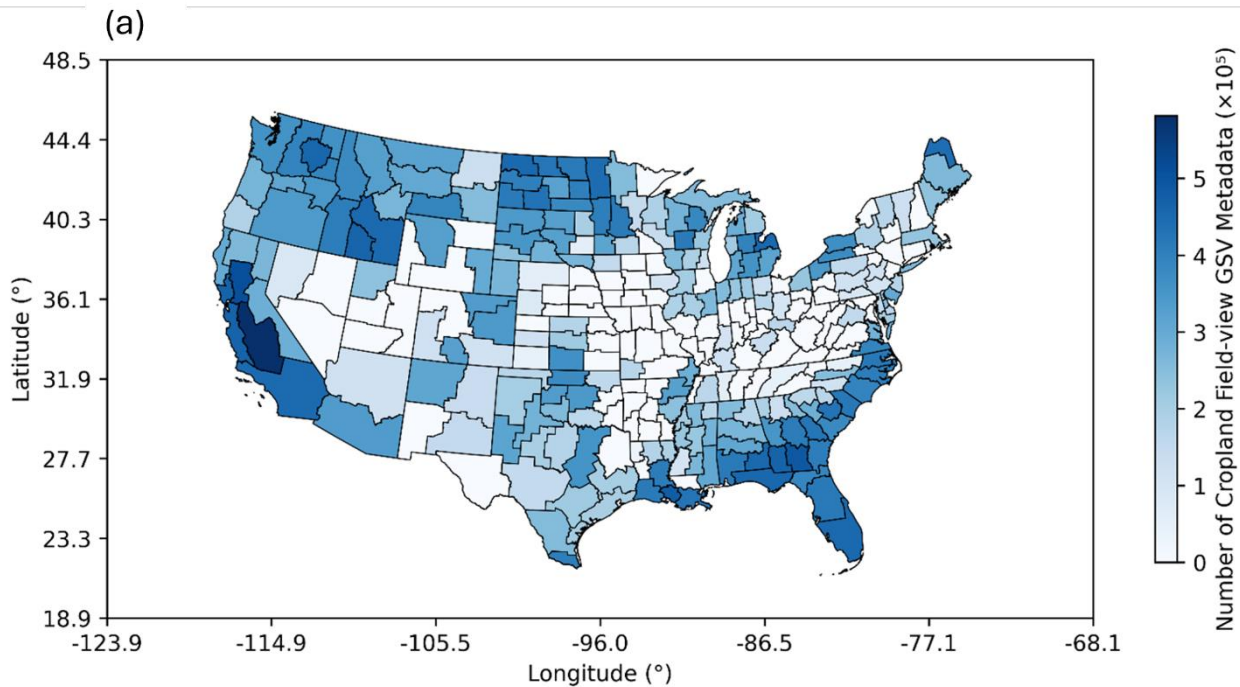 (a)
48.5
44.4
40.3
36.1
31.9
27.7
23.3
18.9
Latitude (°)
-123.9 -114.9 -105.5 -96.0 -86.5 -77.1 -68.1
Longitude (°)
5
4
3
2
1
0
Number of Cropland Field-view GSV Metadata (×10⁵)